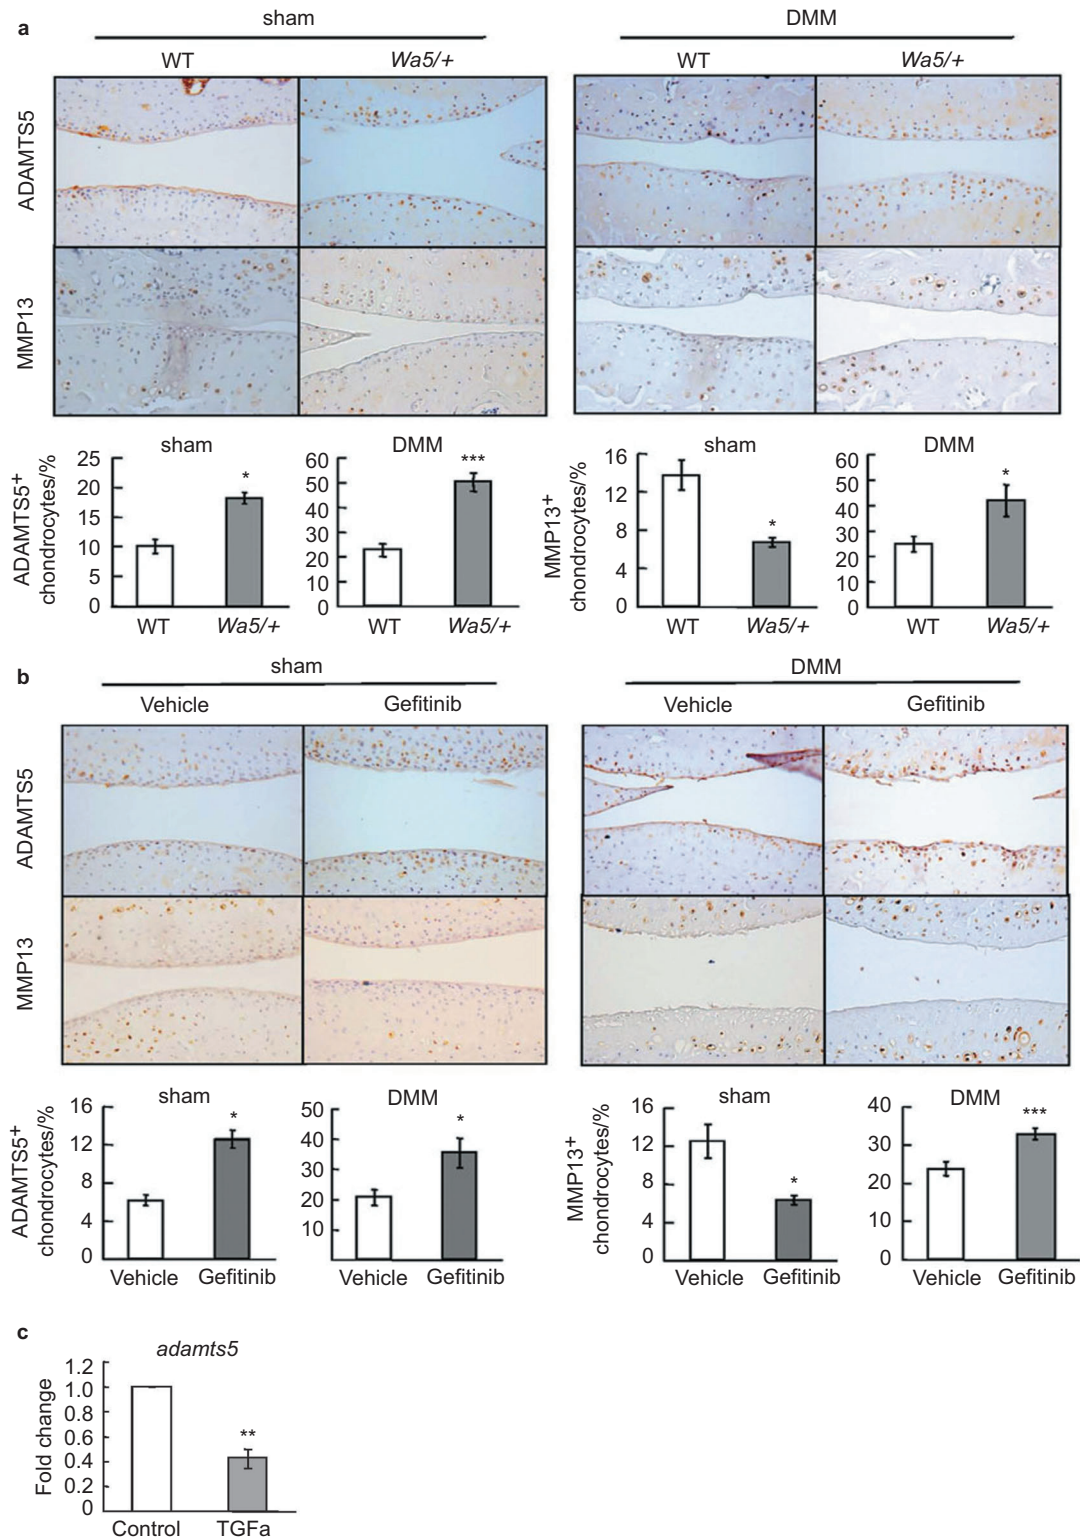 a
sham
DMM
WT
Wa5/+
WT
Wa5/+
ADAMTS5
MMP13
sham
DMM
sham
DMM
ADAMTS5+
chondrocytes/%
25
20
15
10
5
0
*
WT
Wa5/+
60
50
40
30
20
10
0
***
WT
Wa5/+
MMP13+
chondrocytes/%
16
12
8
4
0
*
WT
Wa5/+
60
50
40
30
20
10
0
*
WT
Wa5/+
b
sham
DMM
Vehicle
Gefitinib
Vehicle
Gefitinib
ADAMTS5
MMP13
sham
DMM
sham
DMM
ADAMTS5+
chondrocytes/%
16
12
8
4
0
*
Vehicle
Gefitinib
50
40
30
20
10
*
Vehicle
Gefitinib
MMP13+
chondrocytes/%
16
12
8
4
0
*
Vehicle
Gefitinib
40
30
20
10
0
***
Vehicle
Gefitinib
c
adamts5
Fold change
1.2
1.0
0.8
0.6
0.4
0.2
0
**
Control
TGFa